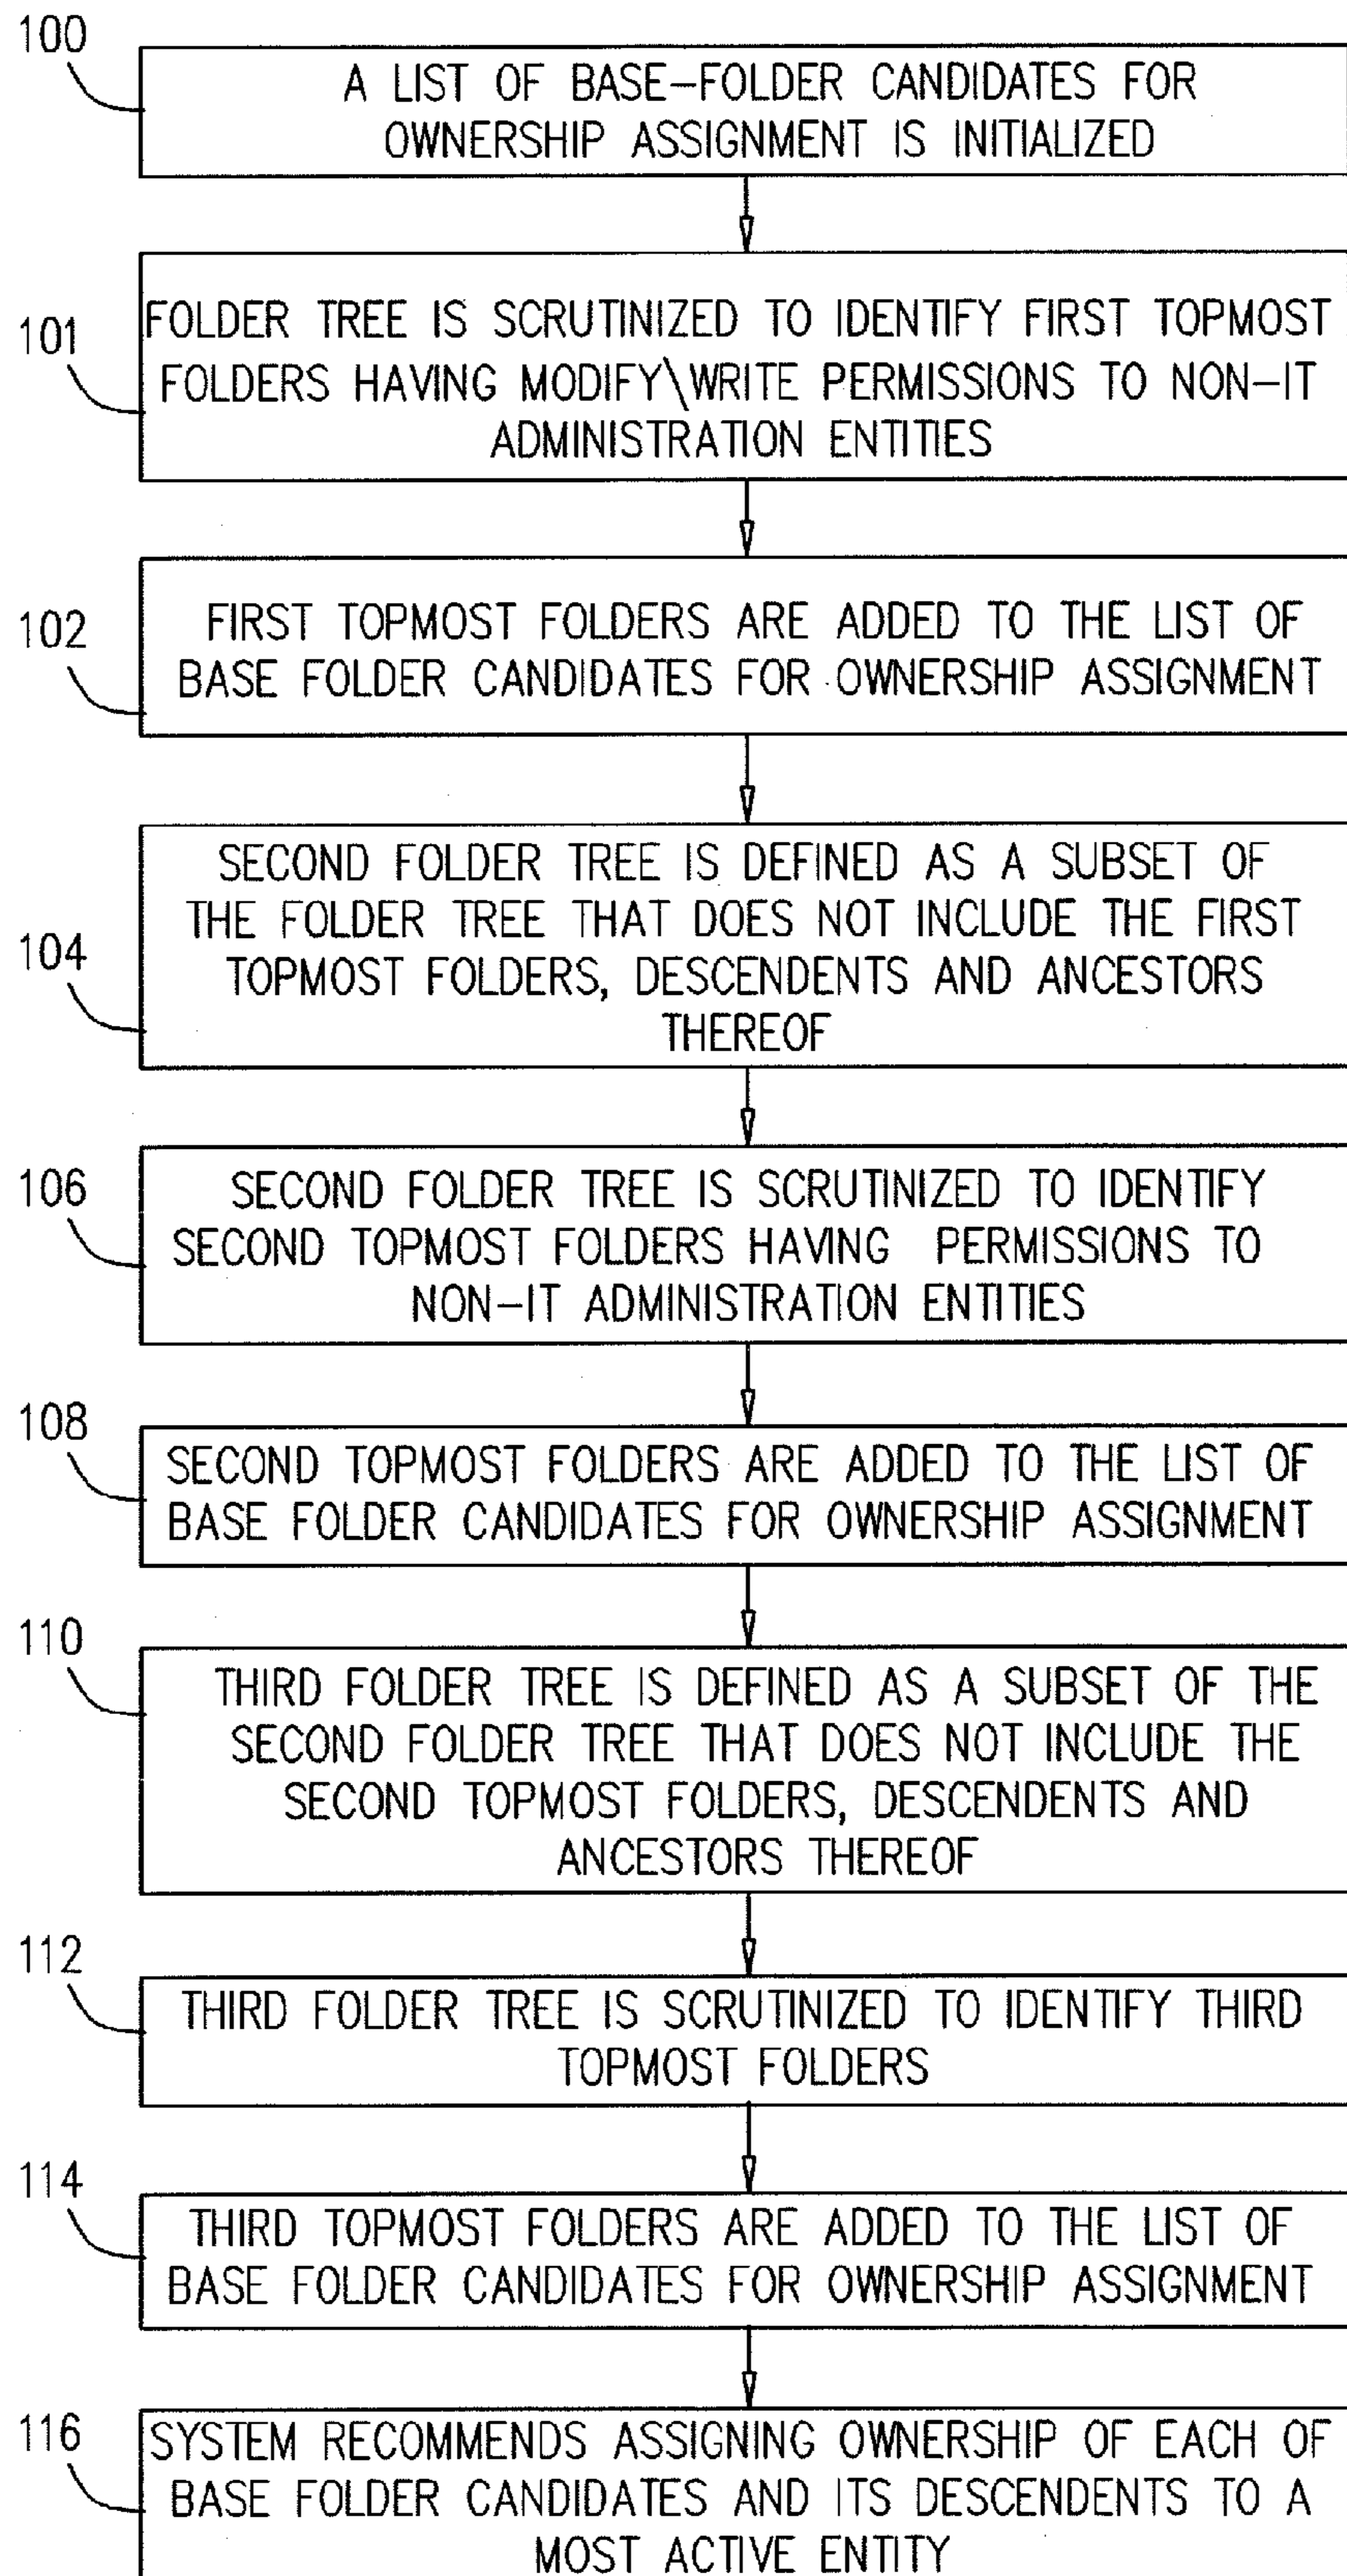 100
A LIST OF BASE-FOLDER CANDIDATES FOR
OWNERSHIP ASSIGNMENT IS INITIALIZED
101
FOLDER TREE IS SCRUTINIZED TO IDENTIFY FIRST TOPMOST
FOLDERS HAVING MODIFY\WRITE PERMISSIONS TO NON-IT
ADMINISTRATION ENTITIES
102
FIRST TOPMOST FOLDERS ARE ADDED TO THE LIST OF
BASE FOLDER CANDIDATES FOR OWNERSHIP ASSIGNMENT
104
SECOND FOLDER TREE IS DEFINED AS A SUBSET OF
THE FOLDER TREE THAT DOES NOT INCLUDE THE FIRST
TOPMOST FOLDERS, DESCENDENTS AND ANCESTORS
THEREOF
106
SECOND FOLDER TREE IS SCRUTINIZED TO IDENTIFY
SECOND TOPMOST FOLDERS HAVING PERMISSIONS TO
NON-IT ADMINISTRATION ENTITIES
108
SECOND TOPMOST FOLDERS ARE ADDED TO THE LIST OF
BASE FOLDER CANDIDATES FOR OWNERSHIP ASSIGNMENT
110
THIRD FOLDER TREE IS DEFINED AS A SUBSET OF THE
SECOND FOLDER TREE THAT DOES NOT INCLUDE THE
SECOND TOPMOST FOLDERS, DESCENDENTS AND
ANCESTORS THEREOF
112
THIRD FOLDER TREE IS SCRUTINIZED TO IDENTIFY THIRD
TOPMOST FOLDERS
114
THIRD TOPMOST FOLDERS ARE ADDED TO THE LIST OF
BASE FOLDER CANDIDATES FOR OWNERSHIP ASSIGNMENT
116
SYSTEM RECOMMENDS ASSIGNING OWNERSHIP OF EACH OF
BASE FOLDER CANDIDATES AND ITS DESCENDENTS TO A
MOST ACTIVE ENTITY